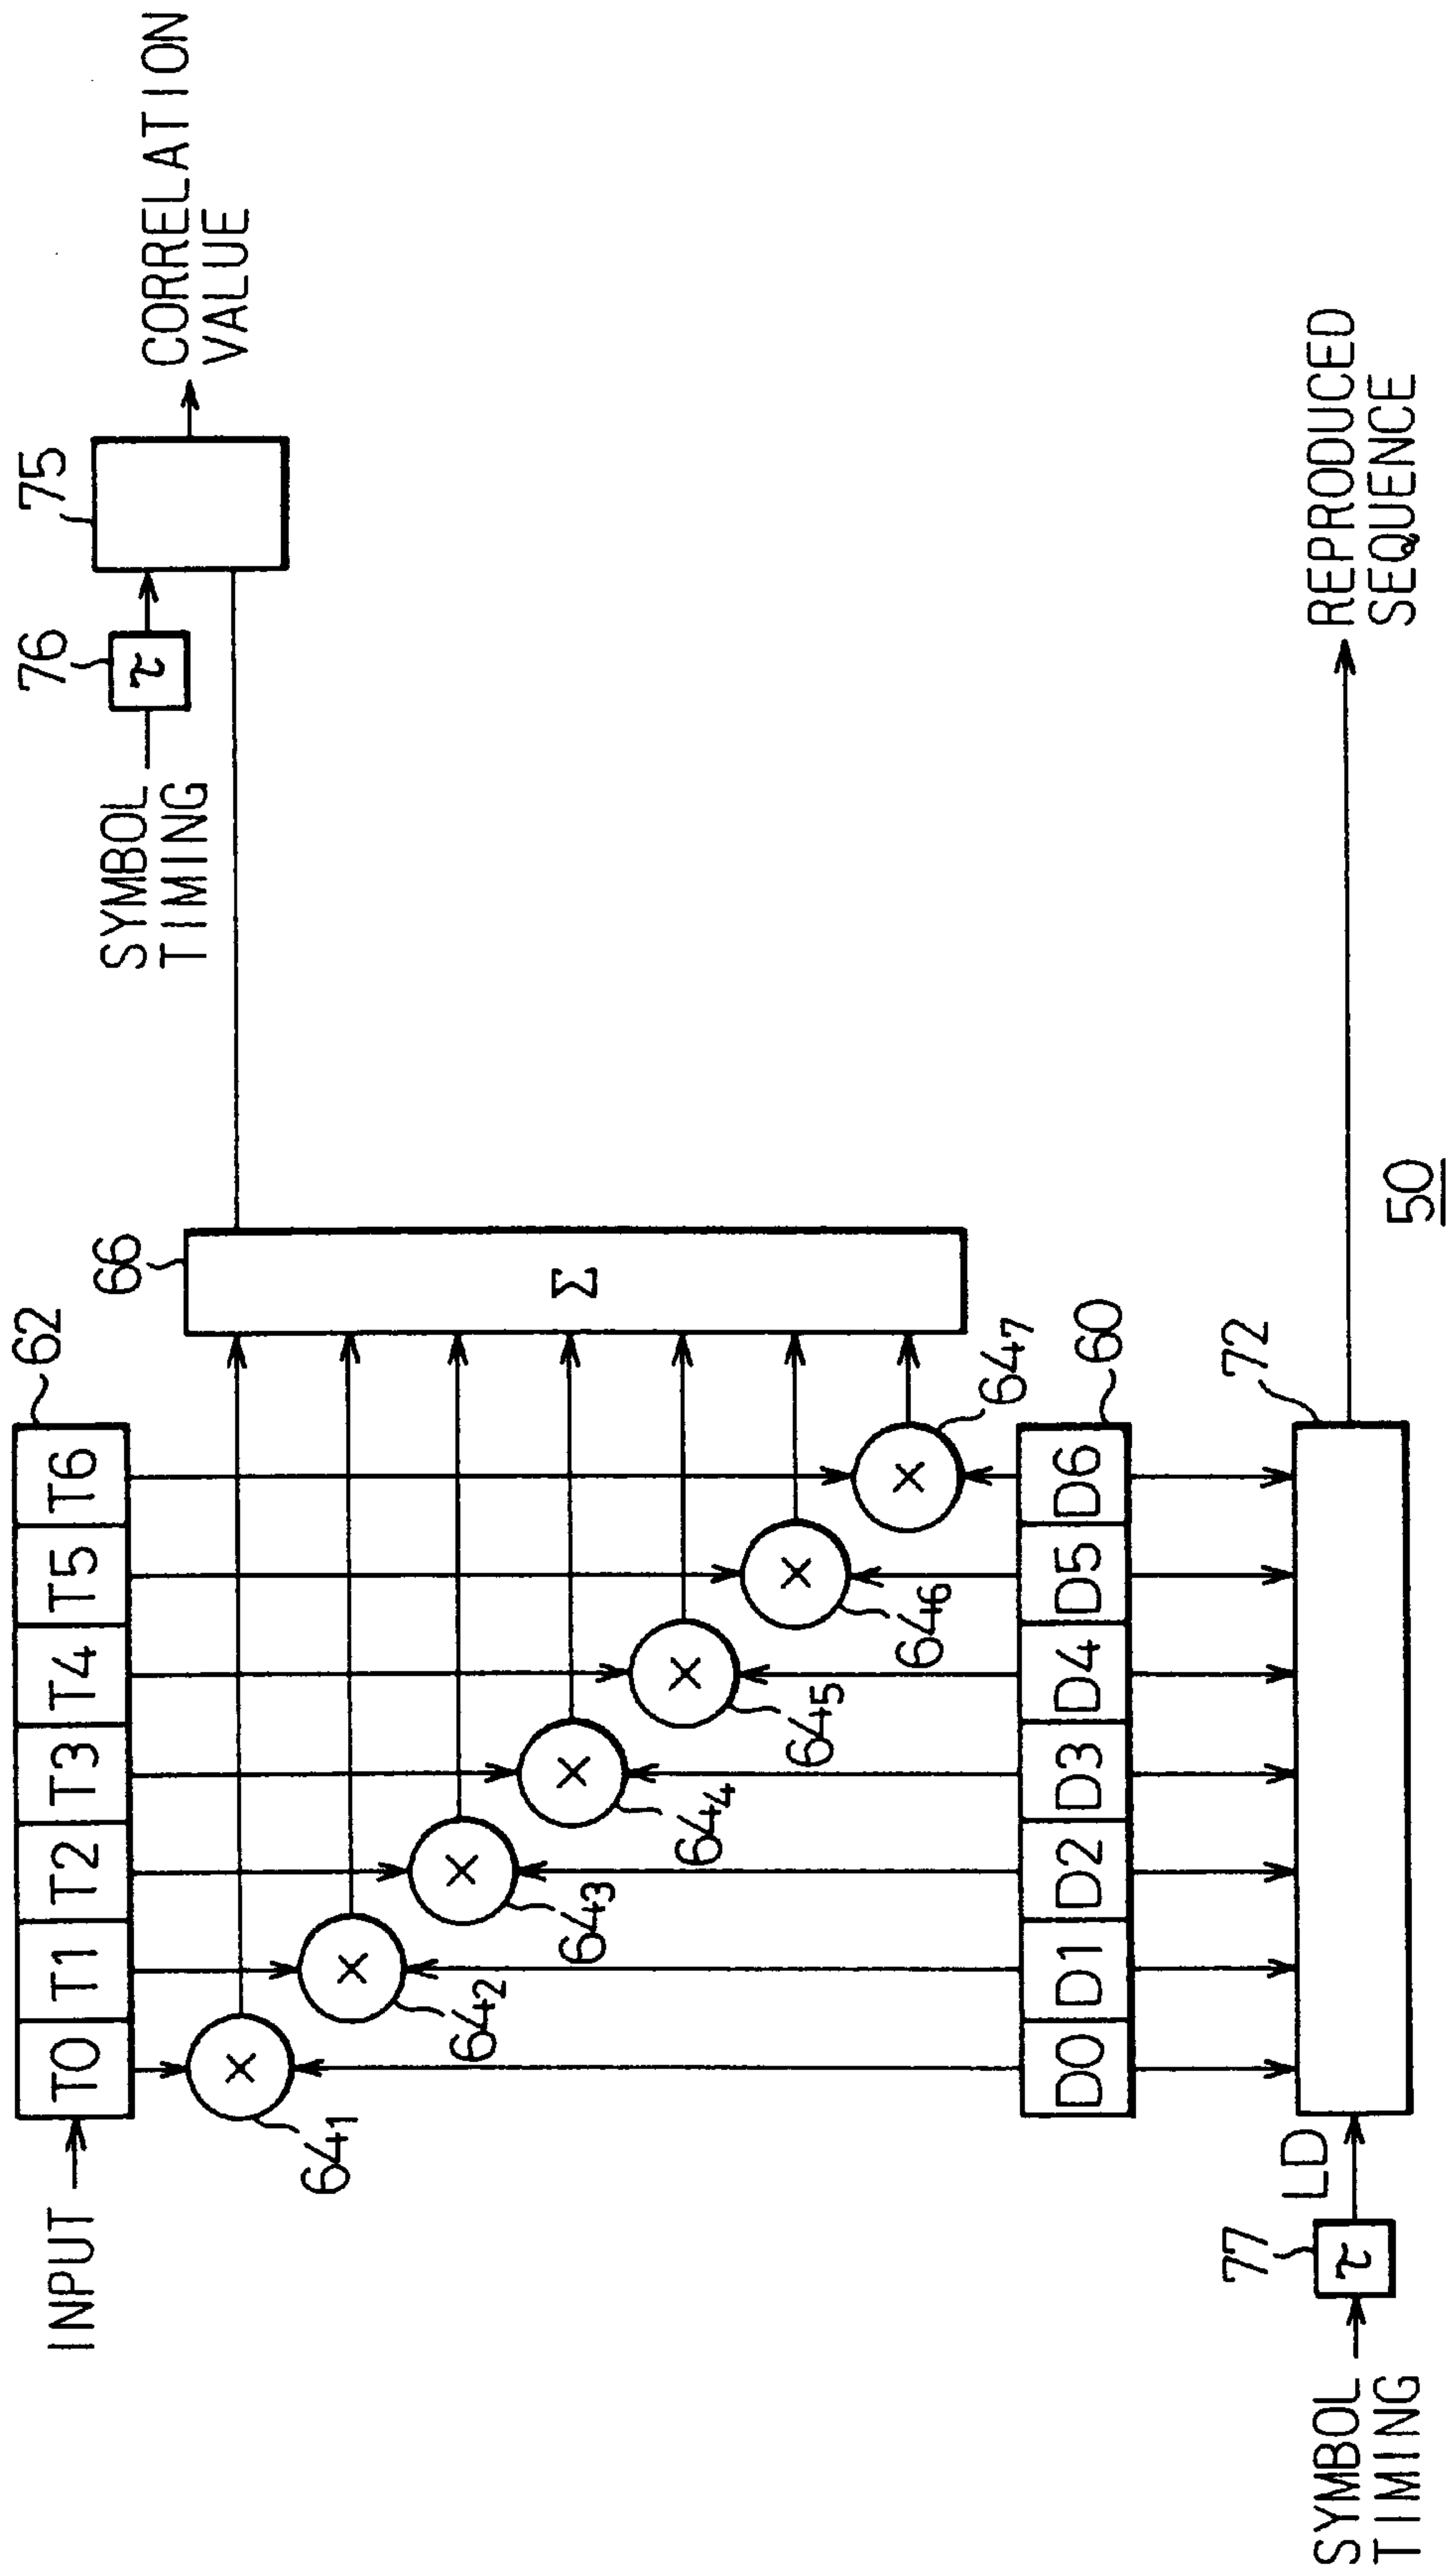 INPUT
T0 T1 T2 T3 T4 T5 T6
62
64₁
64₂
64₃
64₄
64₅
64₆
64₇
×
×
×
×
×
×
×
66
Σ
SYMBOL
TIMING
76
τ
75
CORRELATION
VALUE
D0 D1 D2 D3 D4 D5 D6
60
SYMBOL
TIMING
77
τ
LD
72
REPRODUCED
SEQUENCE
50